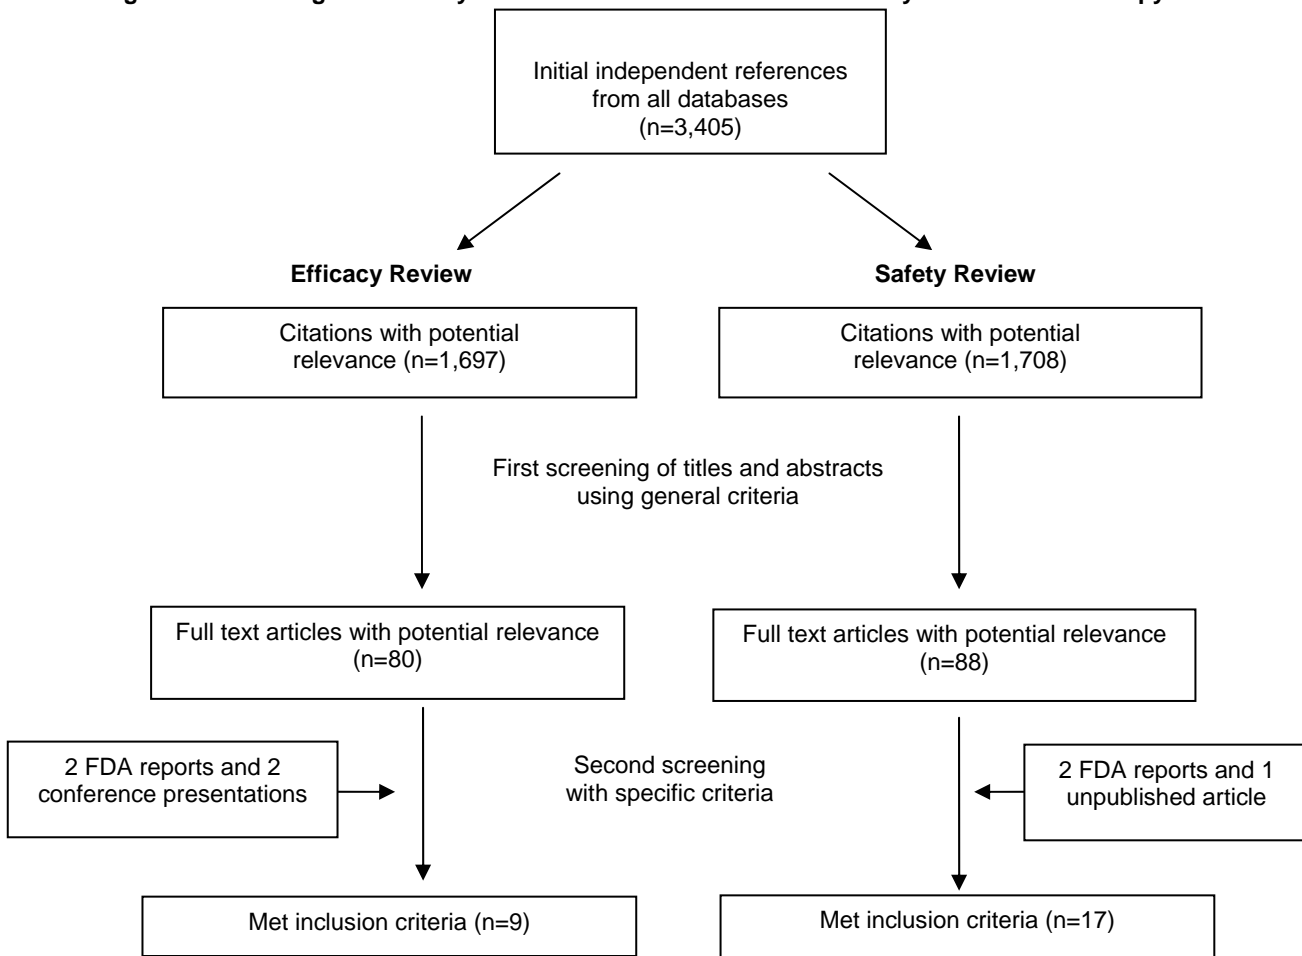 Initial independent references
from all databases
(n=3,405)
Efficacy Review
Safety Review
Citations with potential
relevance (n=1,697)
Citations with potential
relevance (n=1,708)
First screening of titles and abstracts
using general criteria
Full text articles with potential relevance
(n=80)
Full text articles with potential relevance
(n=88)
2 FDA reports and 2
conference presentations
Second screening
with specific criteria
2 FDA reports and 1
unpublished article
Met inclusion criteria (n=9)
Met inclusion criteria (n=17)